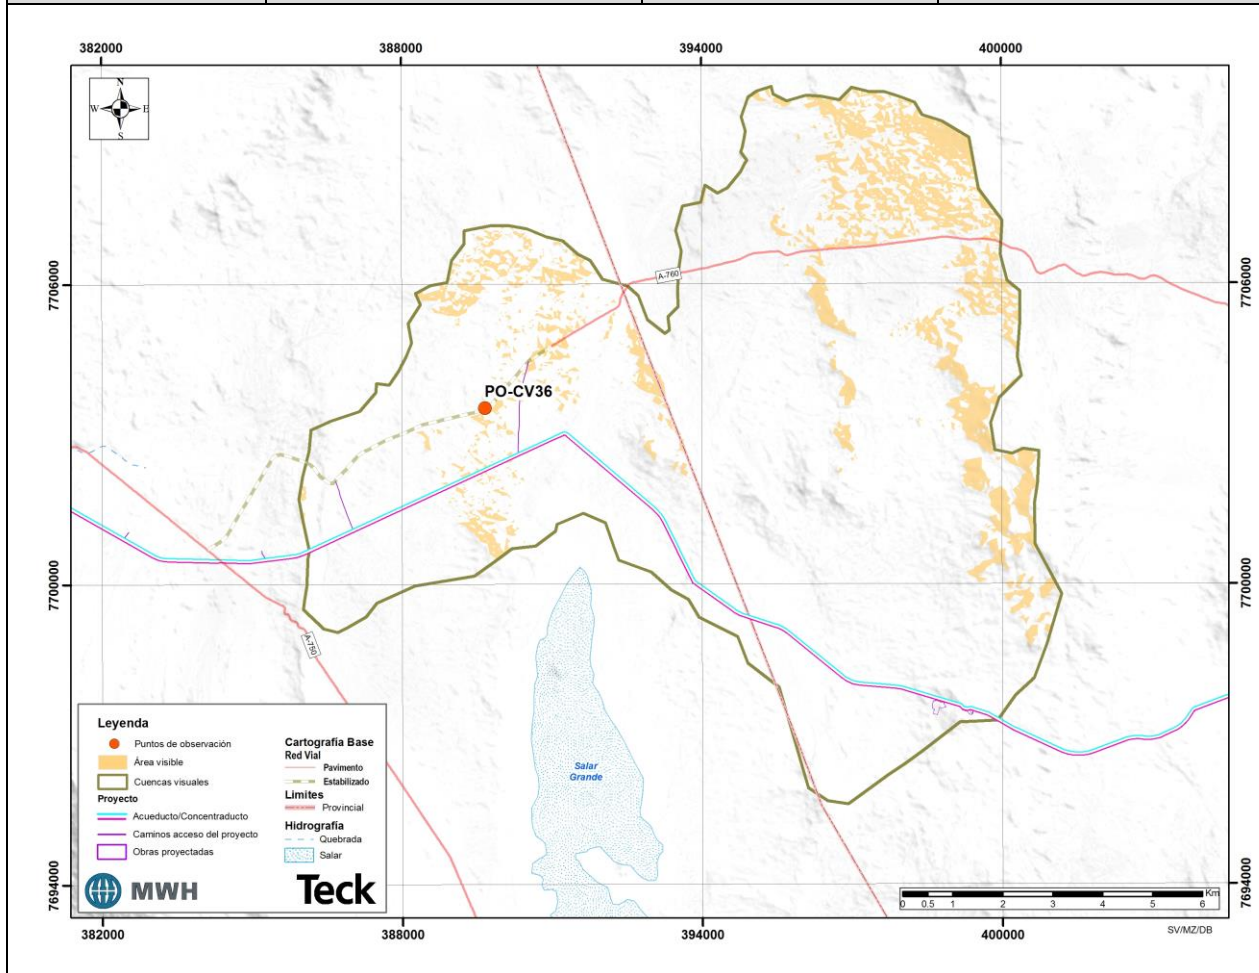 382000 388000 394000 400000
N
W E
S
7706000 7706000
A-760
PO-CV36
7700000 7700000
A-750
Salar
Grande
Leyenda
Puntos de observación
Área visible
Cuencas visuales
Proyecto
Acueducto/Concentraducto
Caminos acceso del proyecto
Obras proyectadas
Cartografía Base
Red Vial
Pavimento
Estabilizado
Limites
Provincial
Hidrografía
Quebrada
Salar
MWH Teck
7694000 7694000
Km
0 0.5 1 2 3 4 5 6
382000 388000 394000 400000
SV/MZ/DB